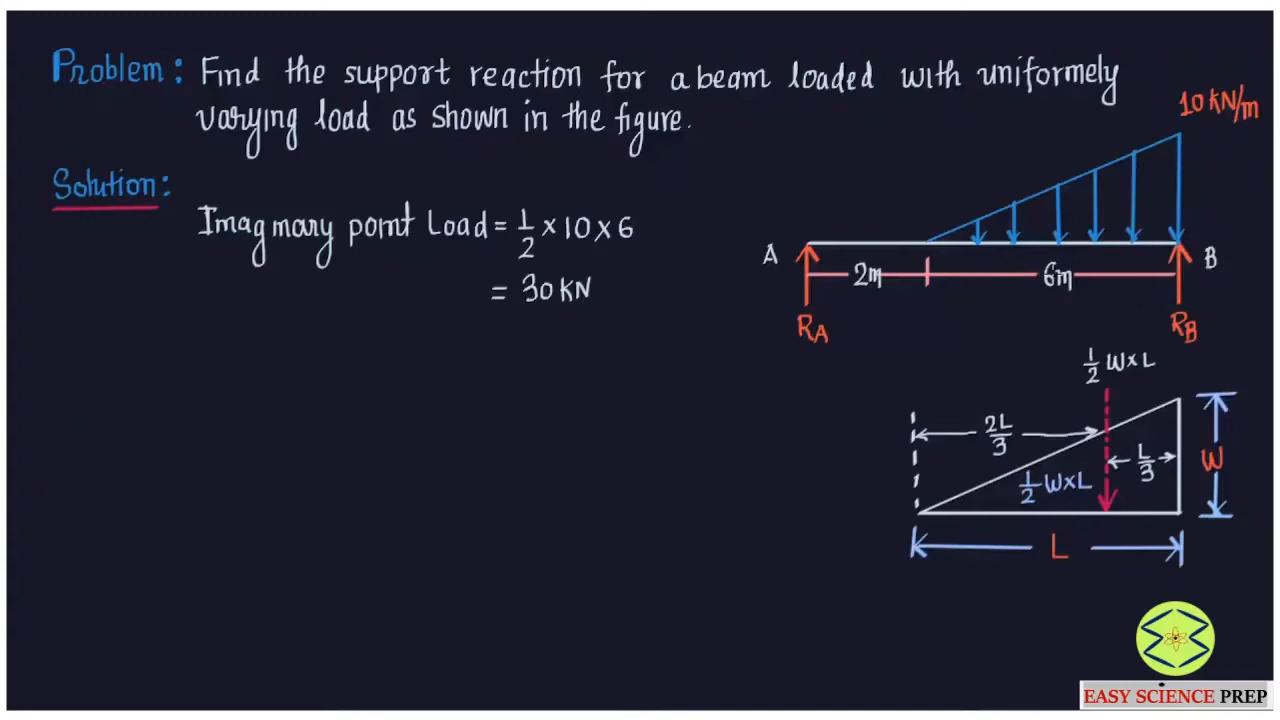 Problem: Find the support reaction for a beam loaded with uniformely
varying load as shown in the figure.
Solution:
Imagmary pomt Load = 1/2 × 10 × 6
= 30 KN
10 KN/m
A
B
2m
6m
RA
RB
1/2 W×L
2L/3
L/3
1/2 W×L
W
L
EASY SCIENCE PREP